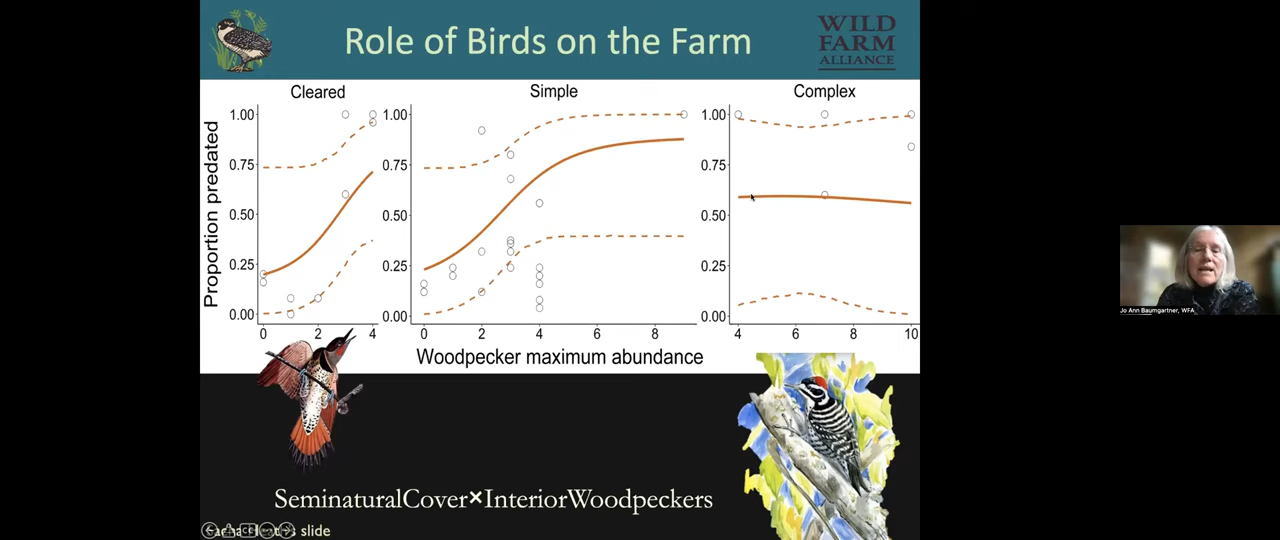 Role of Birds on the Farm
WILD
FARM
ALLIANCE
Cleared
Simple
Complex
Proportion predated
1.00
0.75
0.50
0.25
0.00
0
2
4
1.00
0.75
0.50
0.25
0.00
0
2
4
6
8
1.00
0.75
0.50
0.25
0.00
4
6
8
10
Woodpecker maximum abundance
SeminaturalCover×InteriorWoodpeckers
slide
Jo Ann Baumgartner, WFA